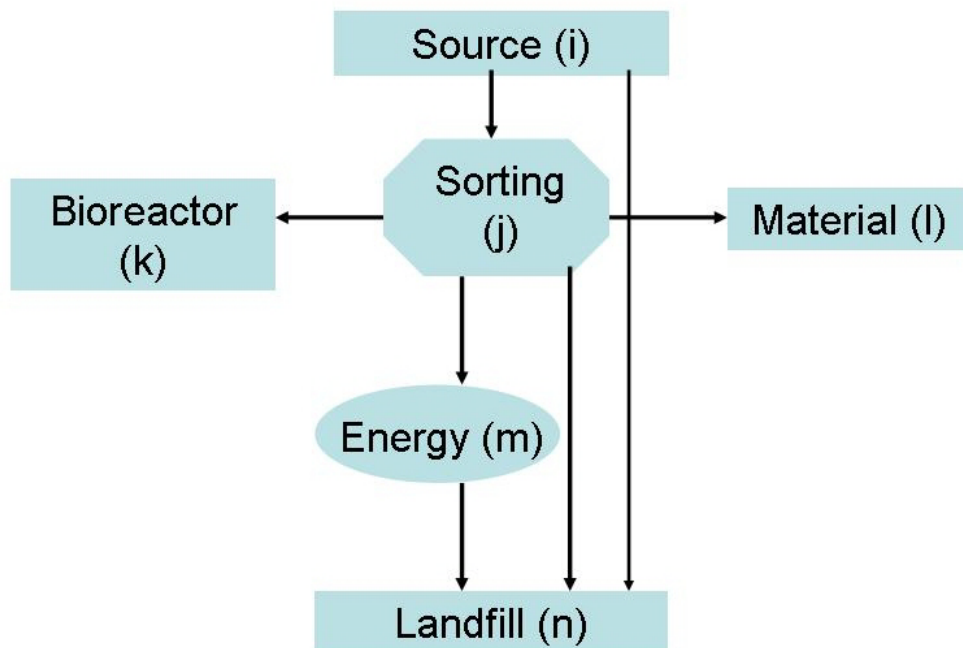 Source (i)
Sorting
(j)
Bioreactor
(k)
Material (l)
Energy (m)
Landfill (n)